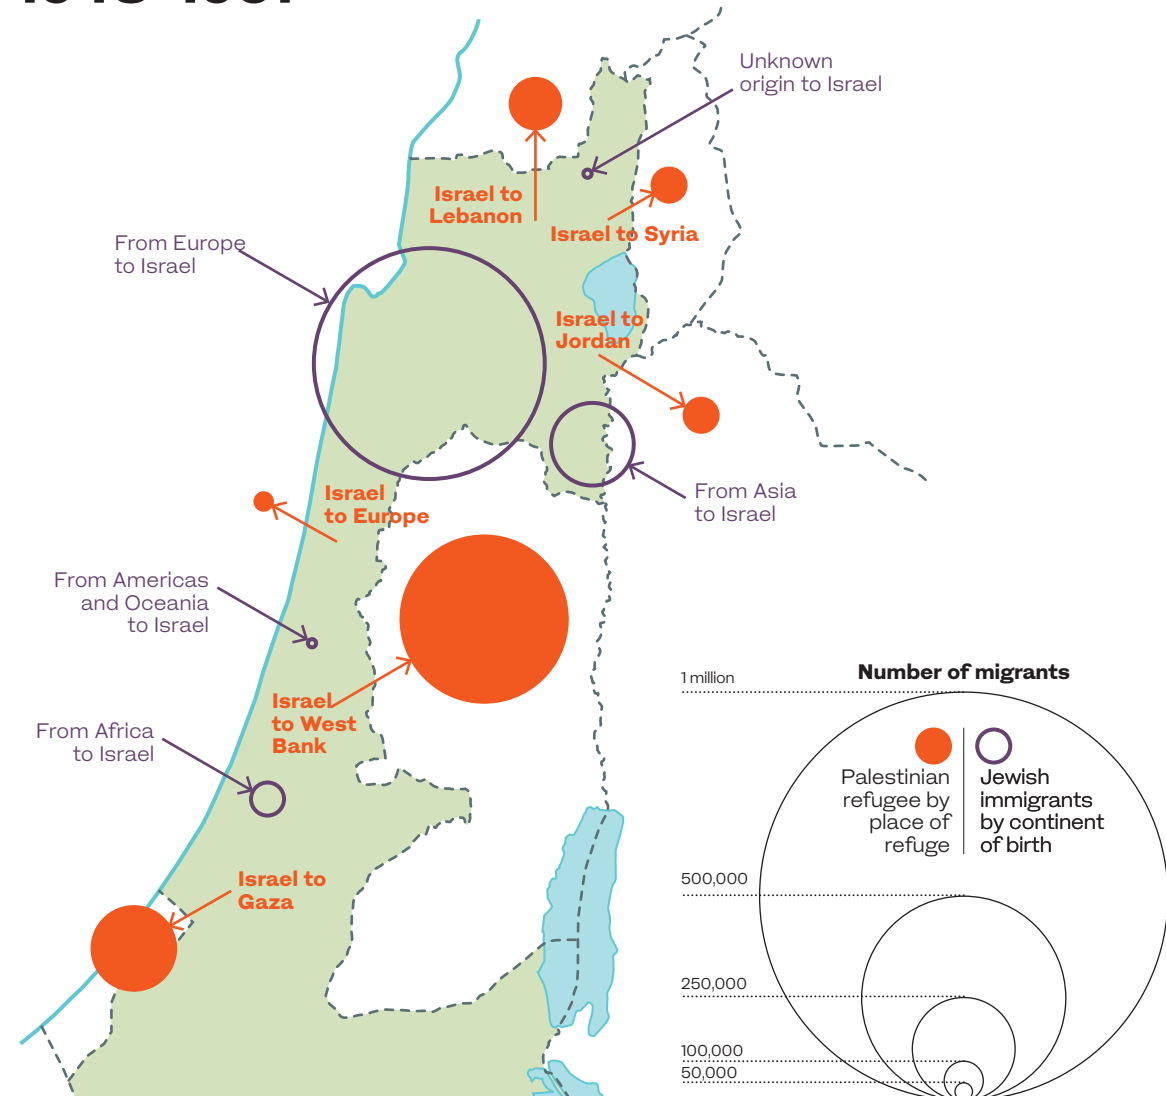 Unknown
origin to Israel
Israel to
Lebanon
Israel to Syria
From Europe
to Israel
Israel to
Jordan
From Asia
to Israel
Israel
to Europe
From Americas
and Oceania
to Israel
Israel
to West
Bank
From Africa
to Israel
Israel to
Gaza
Number of migrants
1 million
Palestinian
refugee by
place of
refuge
Jewish
immigrants
by continent
of birth
500,000
250,000
100,000
50,000